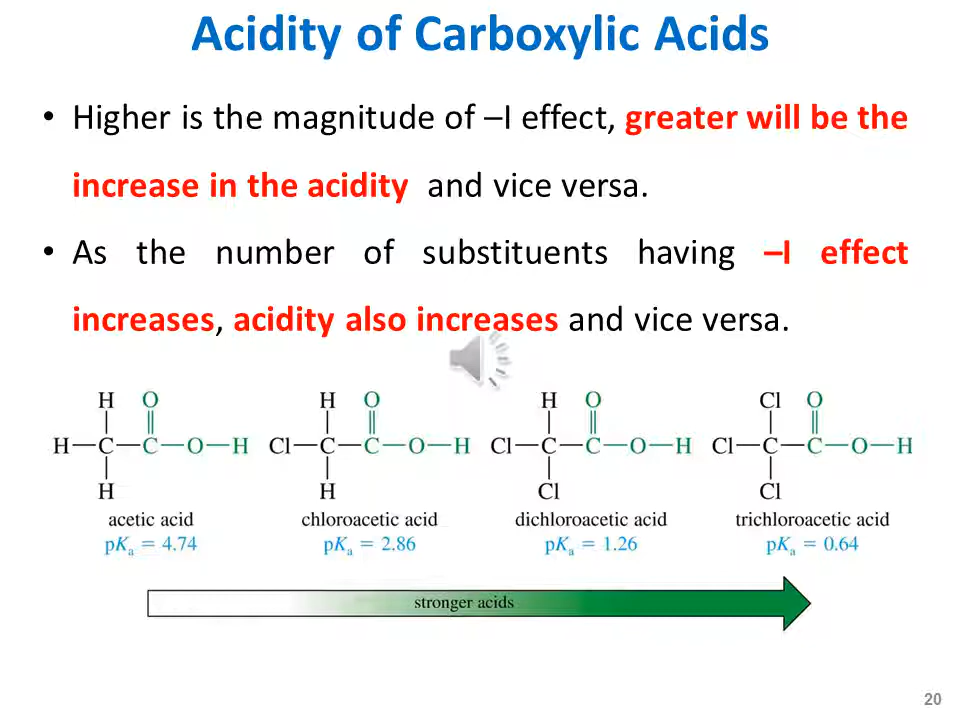 Acidity of Carboxylic Acids
• Higher is the magnitude of –I effect, greater will be the
increase in the acidity and vice versa.
• As the number of substituents having –I effect
increases, acidity also increases and vice versa.
H O H O H O Cl O
H—C—C—O—H Cl—C—C—O—H Cl—C—C—O—H Cl—C—C—O—H
H H Cl Cl
acetic acid chloroacetic acid dichloroacetic acid trichloroacetic acid
pKa = 4.74 pKa = 2.86 pKa = 1.26 pKa = 0.64
stronger acids
20